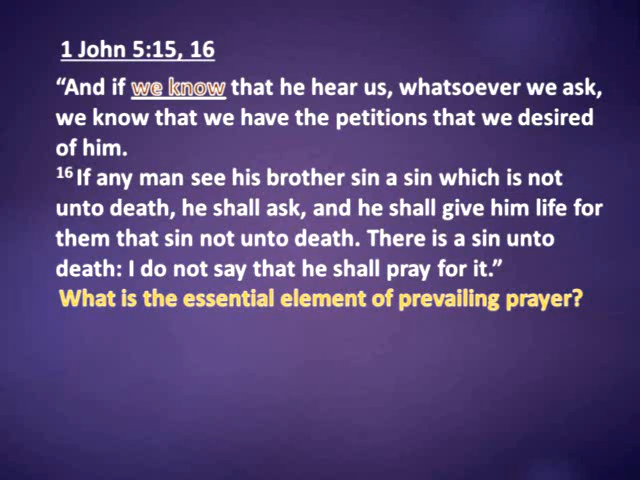 1 John 5:15, 16
“And if we know that he hear us, whatsoever we ask,
we know that we have the petitions that we desired
of him.
16 If any man see his brother sin a sin which is not
unto death, he shall ask, and he shall give him life for
them that sin not unto death. There is a sin unto
death: I do not say that he shall pray for it.”
What is the essential element of prevailing prayer?